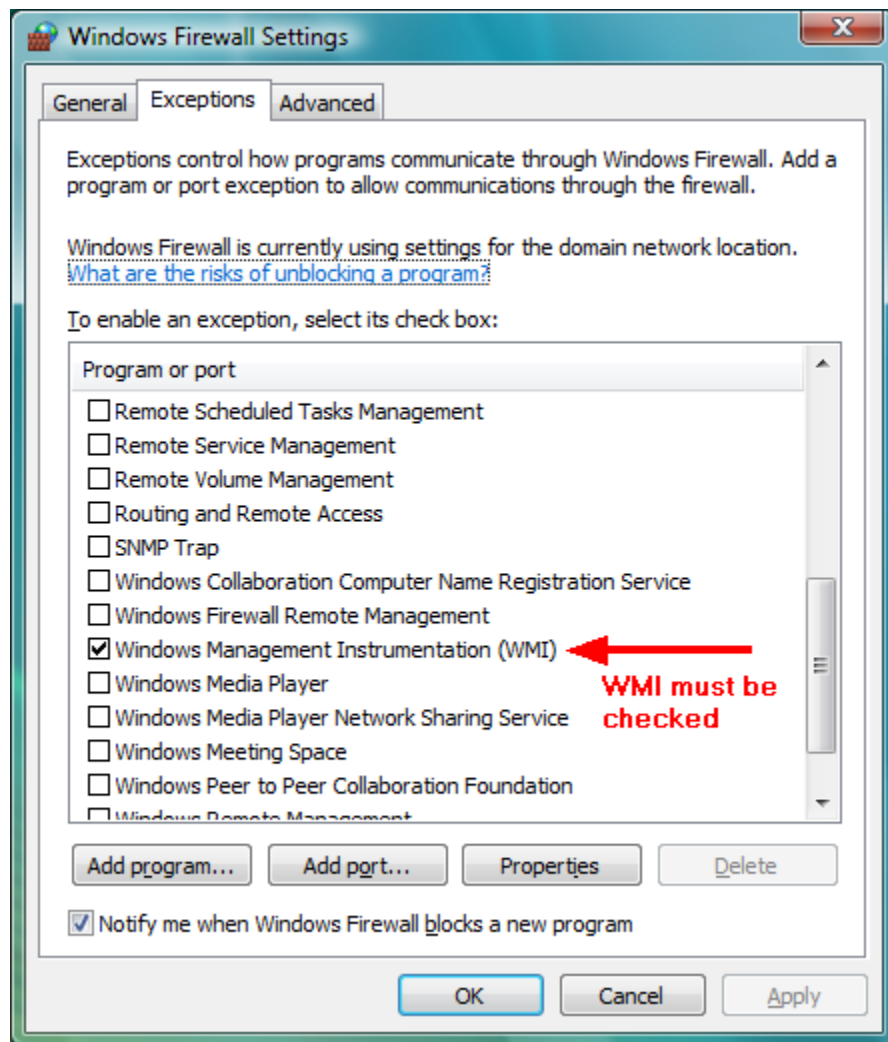 Windows Firewall Settings
General Exceptions Advanced
Exceptions control how programs communicate through Windows Firewall. Add a
program or port exception to allow communications through the firewall.
Windows Firewall is currently using settings for the domain network location.
What are the risks of unblocking a program?
To enable an exception, select its check box:
Program or port
Remote Scheduled Tasks Management
Remote Service Management
Remote Volume Management
Routing and Remote Access
SNMP Trap
Windows Collaboration Computer Name Registration Service
Windows Firewall Remote Management
Windows Management Instrumentation (WMI)
Windows Media Player
WMI must be
Windows Media Player Network Sharing Service
checked
Windows Meeting Space
Windows Peer to Peer Collaboration Foundation
Windows Remote Management
Add program... Add port... Properties Delete
Notify me when Windows Firewall blocks a new program
OK Cancel Apply